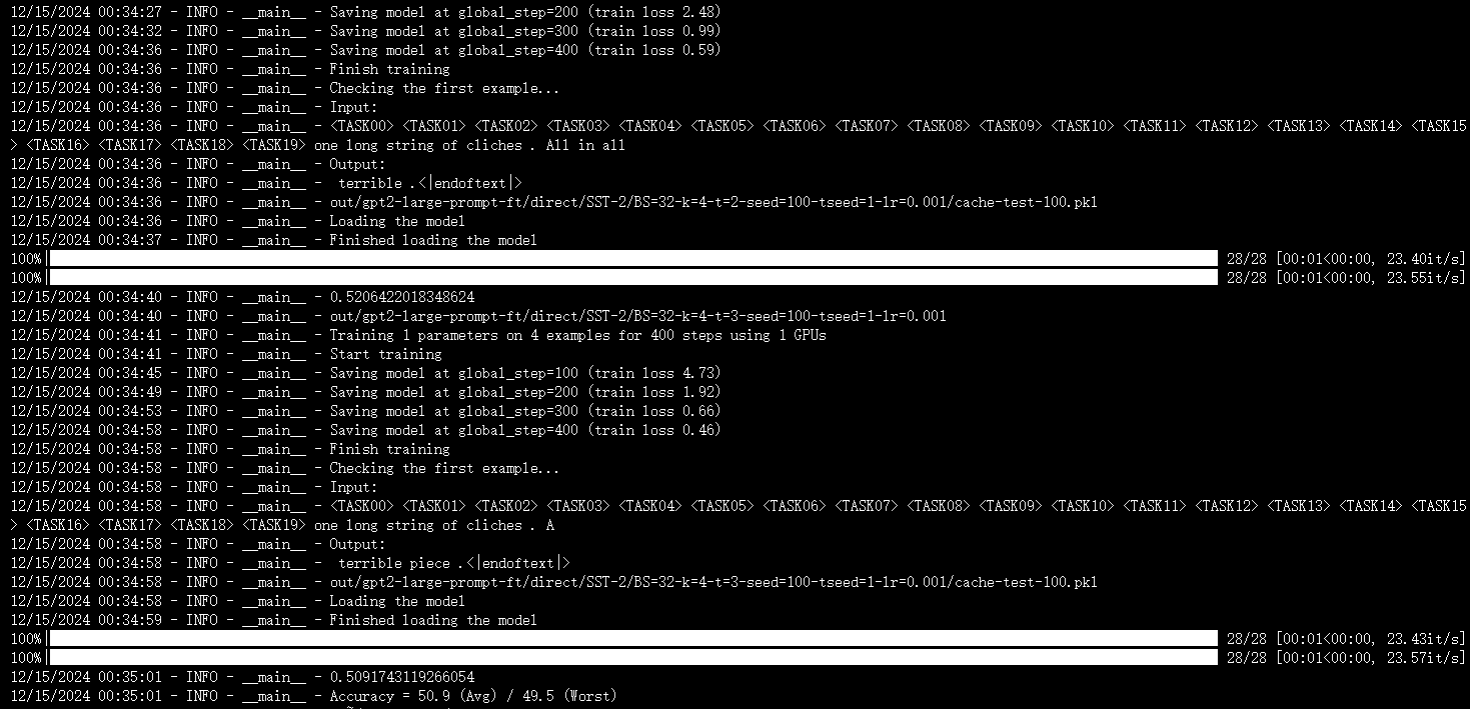 12/15/2024 00:34:27 - INFO - __main__ - Saving model at global_step=200 (train loss 2.48)
12/15/2024 00:34:32 - INFO - __main__ - Saving model at global_step=300 (train loss 0.99)
12/15/2024 00:34:36 - INFO - __main__ - Saving model at global_step=400 (train loss 0.59)
12/15/2024 00:34:36 - INFO - __main__ - Finish training
12/15/2024 00:34:36 - INFO - __main__ - Checking the first example...
12/15/2024 00:34:36 - INFO - __main__ - Input:
12/15/2024 00:34:36 - INFO - __main__ - <TASK00> <TASK01> <TASK02> <TASK03> <TASK04> <TASK05> <TASK06> <TASK07> <TASK08> <TASK09> <TASK10> <TASK11> <TASK12> <TASK13> <TASK14> <TASK15
> <TASK16> <TASK17> <TASK18> <TASK19> one long string of cliches . All in all
12/15/2024 00:34:36 - INFO - __main__ - Output:
12/15/2024 00:34:36 - INFO - __main__ -  terrible .<|endoftext|>
12/15/2024 00:34:36 - INFO - __main__ - out/gpt2-large-prompt-ft/direct/SST-2/BS=32-k=4-t=2-seed=100-tseed=1-lr=0.001/cache-test-100.pkl
12/15/2024 00:34:36 - INFO - __main__ - Loading the model
12/15/2024 00:34:37 - INFO - __main__ - Finished loading the model
100%| 28/28 [00:01<00:00, 23.40it/s]
100%| 28/28 [00:01<00:00, 23.55it/s]
12/15/2024 00:34:40 - INFO - __main__ - 0.5206422018348624
12/15/2024 00:34:40 - INFO - __main__ - out/gpt2-large-prompt-ft/direct/SST-2/BS=32-k=4-t=3-seed=100-tseed=1-lr=0.001
12/15/2024 00:34:41 - INFO - __main__ - Training 1 parameters on 4 examples for 400 steps using 1 GPUs
12/15/2024 00:34:41 - INFO - __main__ - Start training
12/15/2024 00:34:45 - INFO - __main__ - Saving model at global_step=100 (train loss 4.73)
12/15/2024 00:34:49 - INFO - __main__ - Saving model at global_step=200 (train loss 1.92)
12/15/2024 00:34:53 - INFO - __main__ - Saving model at global_step=300 (train loss 0.66)
12/15/2024 00:34:58 - INFO - __main__ - Saving model at global_step=400 (train loss 0.46)
12/15/2024 00:34:58 - INFO - __main__ - Finish training
12/15/2024 00:34:58 - INFO - __main__ - Checking the first example...
12/15/2024 00:34:58 - INFO - __main__ - Input:
12/15/2024 00:34:58 - INFO - __main__ - <TASK00> <TASK01> <TASK02> <TASK03> <TASK04> <TASK05> <TASK06> <TASK07> <TASK08> <TASK09> <TASK10> <TASK11> <TASK12> <TASK13> <TASK14> <TASK15
> <TASK16> <TASK17> <TASK18> <TASK19> one long string of cliches . A
12/15/2024 00:34:58 - INFO - __main__ - Output:
12/15/2024 00:34:58 - INFO - __main__ -  terrible piece .<|endoftext|>
12/15/2024 00:34:58 - INFO - __main__ - out/gpt2-large-prompt-ft/direct/SST-2/BS=32-k=4-t=3-seed=100-tseed=1-lr=0.001/cache-test-100.pkl
12/15/2024 00:34:58 - INFO - __main__ - Loading the model
12/15/2024 00:34:59 - INFO - __main__ - Finished loading the model
100%| 28/28 [00:01<00:00, 23.43it/s]
100%| 28/28 [00:01<00:00, 23.57it/s]
12/15/2024 00:35:01 - INFO - __main__ - 0.5091743119266054
12/15/2024 00:35:01 - INFO - __main__ - Accuracy = 50.9 (Avg) / 49.5 (Worst)